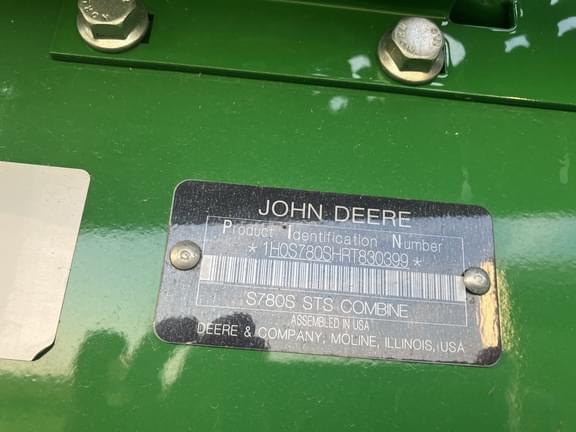 JOHN DEERE
Product Identification Number
*1H0S780SHRT830399*
S780S STS COMBINE
ASSEMBLED IN USA
DEERE & COMPANY, MOLINE, ILLINOIS, USA